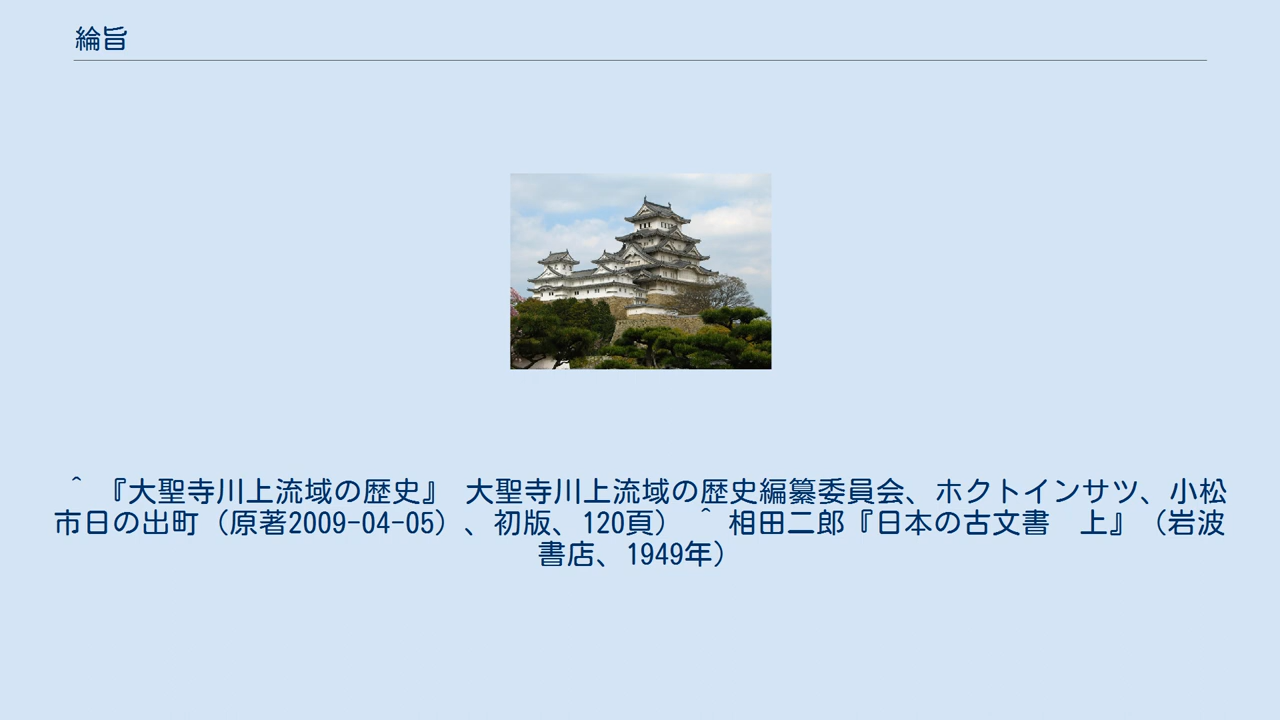 綸旨
^ 『大聖寺川上流域の歴史』 大聖寺川上流域の歴史編纂委員会、ホクトインサツ、小松
市日の出町（原著2009-04-05）、初版、120頁） ^ 相田二郎『日本の古文書　上』（岩波
書店、1949年）